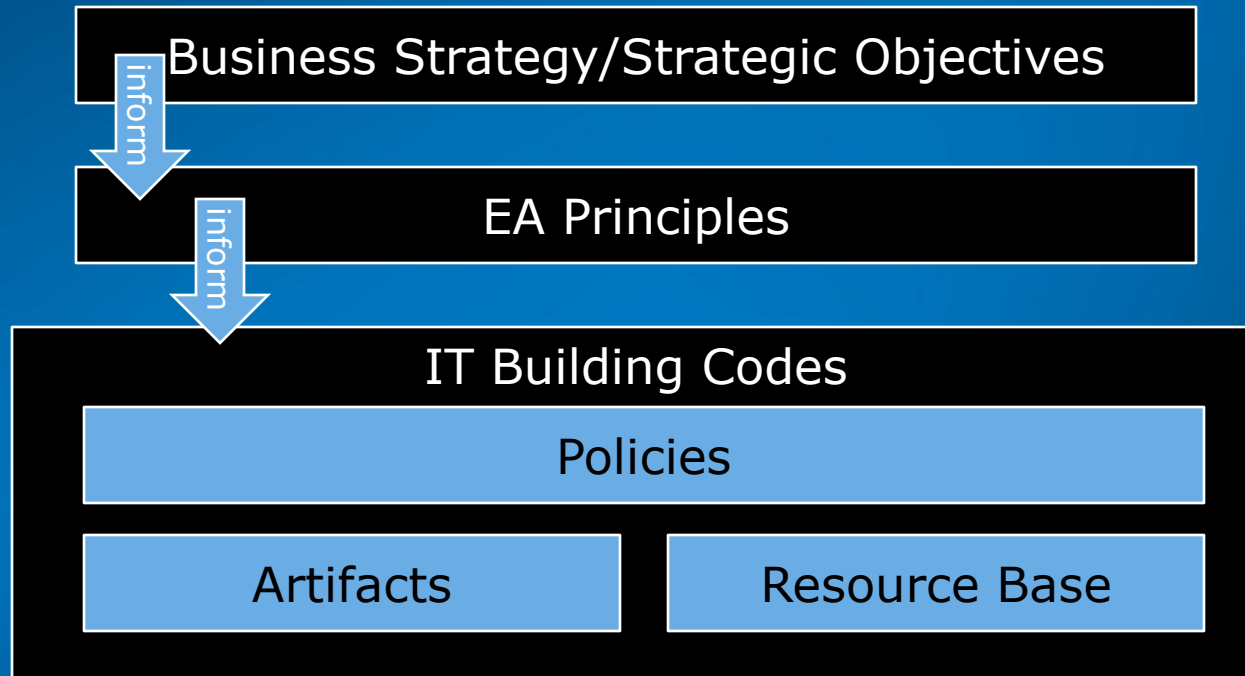 Business Strategy/Strategic Objectives
inform
EA Principles
inform
IT Building Codes
Policies
Artifacts
Resource Base